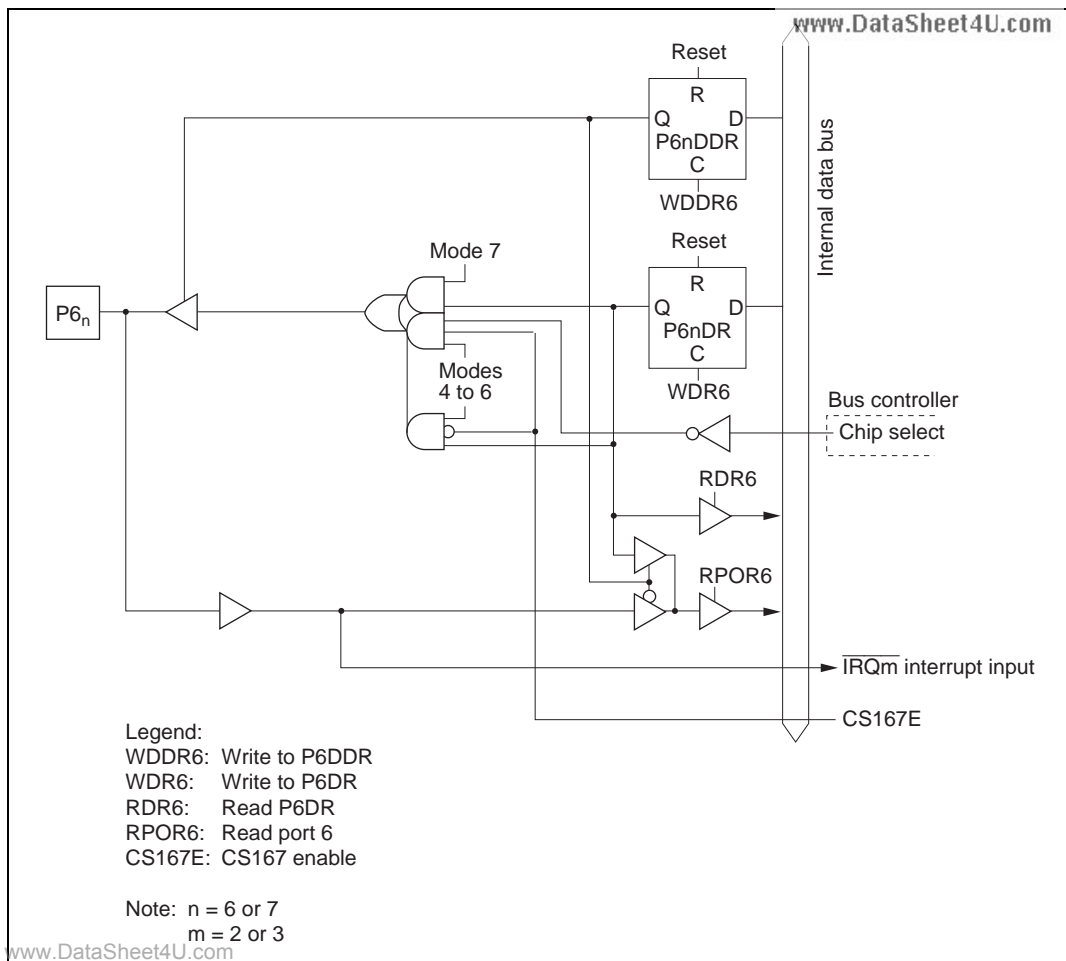 www.DataSheet4U.com
Reset
R
Q D
P6nDDR
C
WDDR6
Internal data bus
Reset
Mode 7
R
P6n
Q D
P6nDR
C
WDR6
Modes
4 to 6
Bus controller
Chip select
RDR6
RPOR6
IRQm interrupt input
CS167E
Legend:
WDDR6: Write to P6DDR
WDR6: Write to P6DR
RDR6: Read P6DR
RPOR6: Read port 6
CS167E: CS167 enable
Note: n = 6 or 7
m = 2 or 3
www.DataSheet4U.com